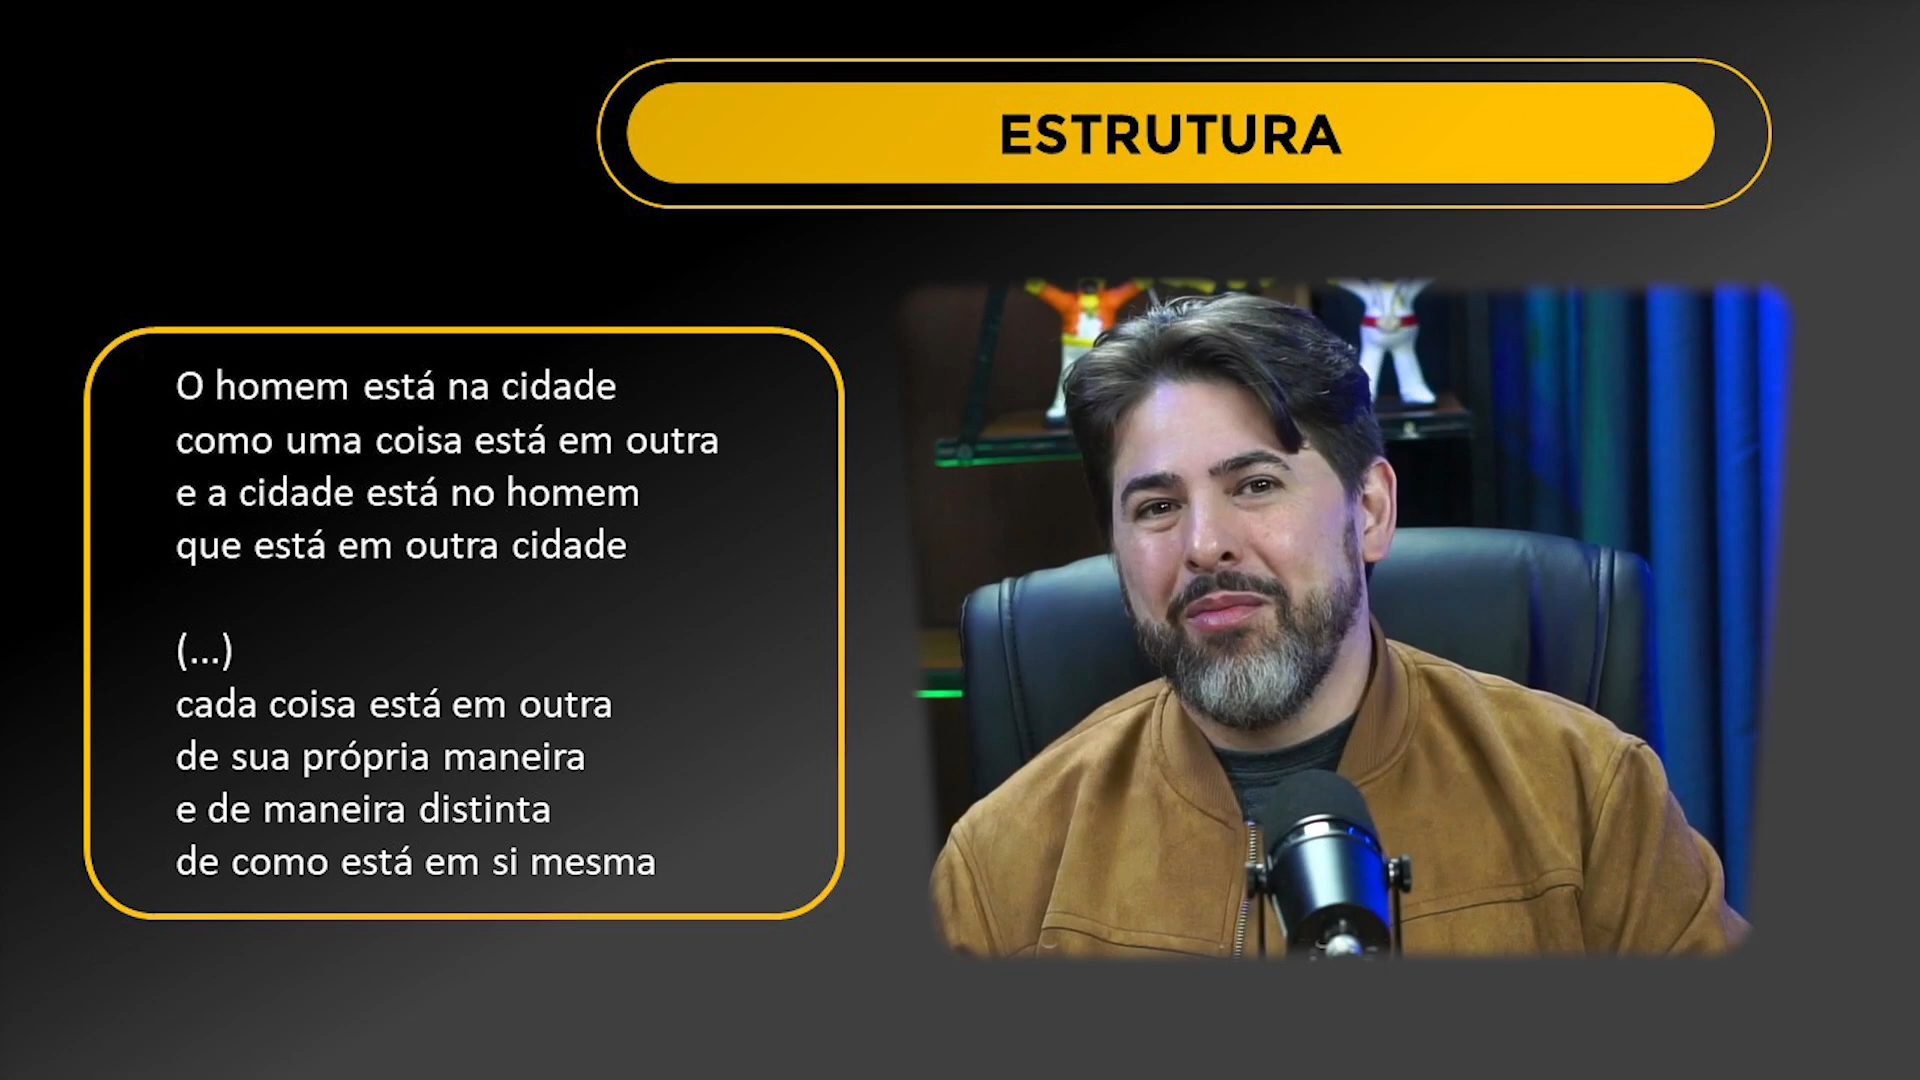 ESTRUTURA
O homem está na cidade
como uma coisa está em outra
e a cidade está no homem
que está em outra cidade
(...)
cada coisa está em outra
de sua própria maneira
e de maneira distinta
de como está em si mesma